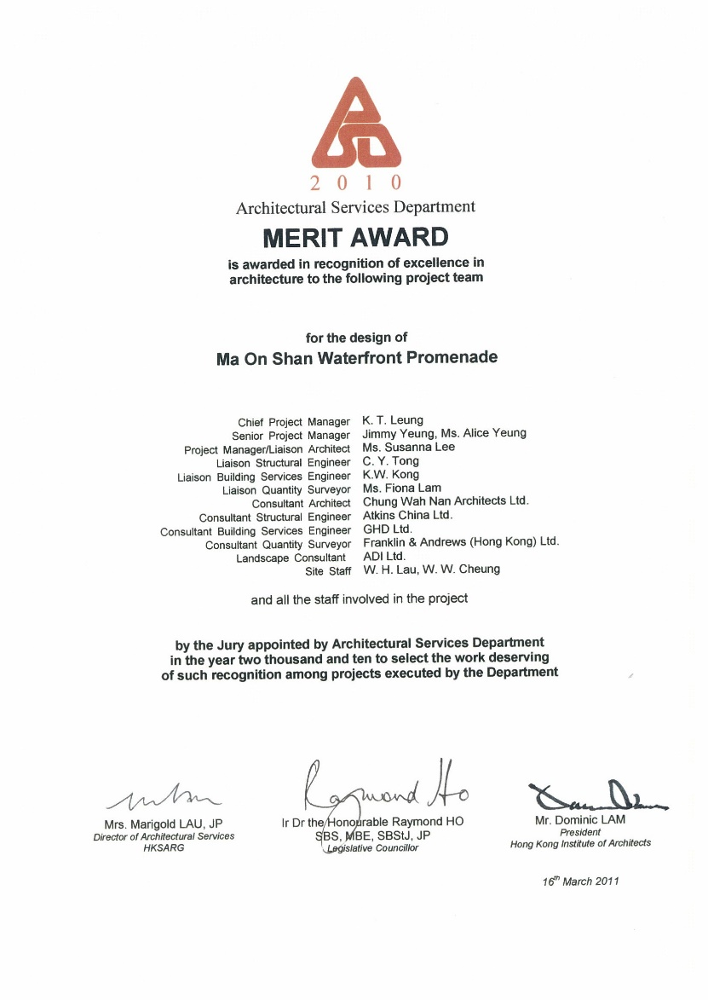 ASD
2010
Architectural Services Department
MERIT AWARD
is awarded in recognition of excellence in
architecture to the following project team
for the design of
Ma On Shan Waterfront Promenade
Chief Project Manager K. T. Leung
Senior Project Manager Jimmy Yeung, Ms. Alice Yeung
Project Manager/Liaison Architect Ms. Susanna Lee
Liaison Structural Engineer C. Y. Tong
Liaison Building Services Engineer K.W. Kong
Liaison Quantity Surveyor Ms. Fiona Lam
Consultant Architect Chung Wah Nan Architects Ltd.
Consultant Structural Engineer Atkins China Ltd.
Consultant Building Services Engineer GHD Ltd.
Consultant Quantity Surveyor Franklin & Andrews (Hong Kong) Ltd.
Landscape Consultant ADI Ltd.
Site Staff W. H. Lau, W. W. Cheung
and all the staff involved in the project
by the Jury appointed by Architectural Services Department
in the year two thousand and ten to select the work deserving
of such recognition among projects executed by the Department
Raymond Ho
Mrs. Marigold LAU, JP
Director of Architectural Services
HKSARG
Ir Dr the Honourable Raymond HO
SBS, MBE, SBStJ, JP
Legislative Councillor
Mr. Dominic LAM
President
Hong Kong Institute of Architects
16th March 2011